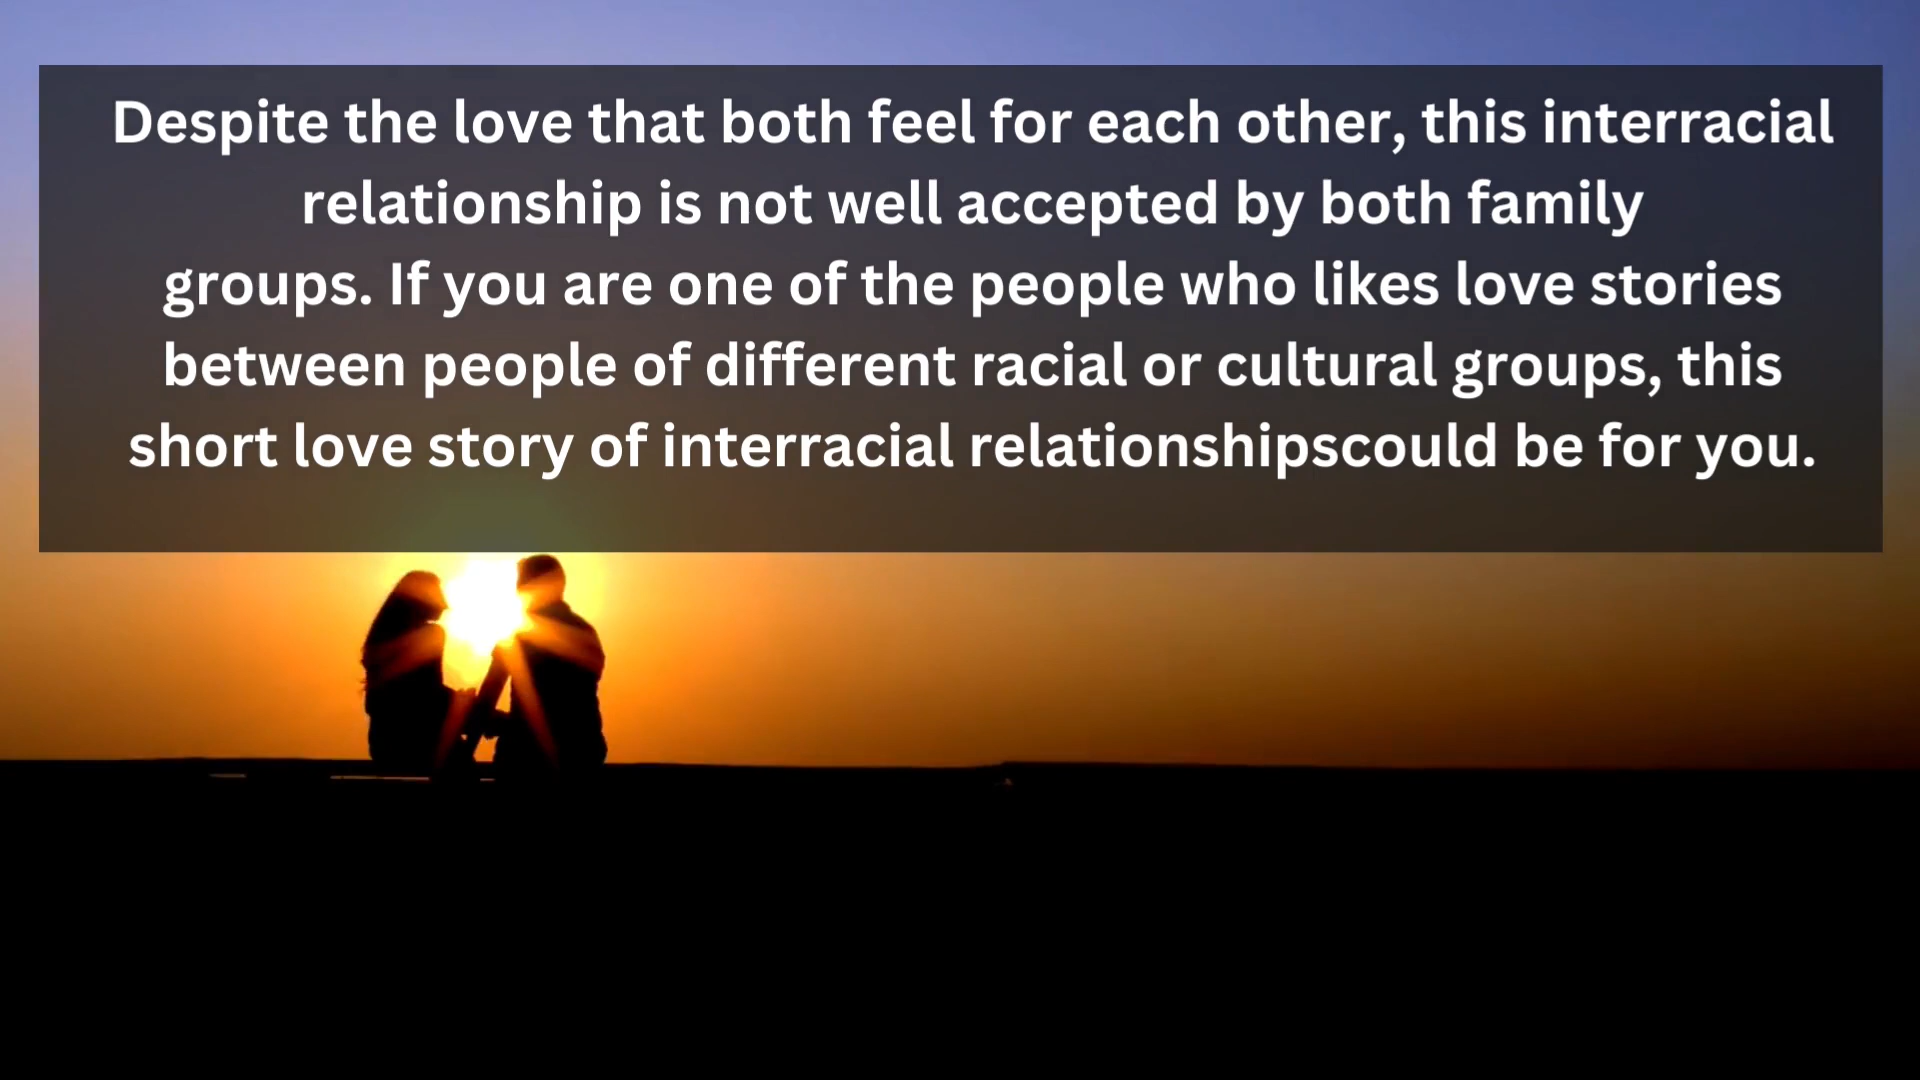 Despite the love that both feel for each other, this interracial
relationship is not well accepted by both family
groups. If you are one of the people who likes love stories
between people of different racial or cultural groups, this
short love story of interracial relationshipscould be for you.